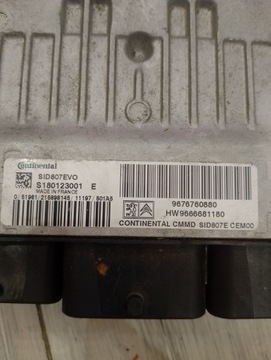 Continental
SID807EVO
S180123001 E
MADE IN FRANCE
9676760880
HW9666681180
CONTINENTAL CMMD SID807E CEM00